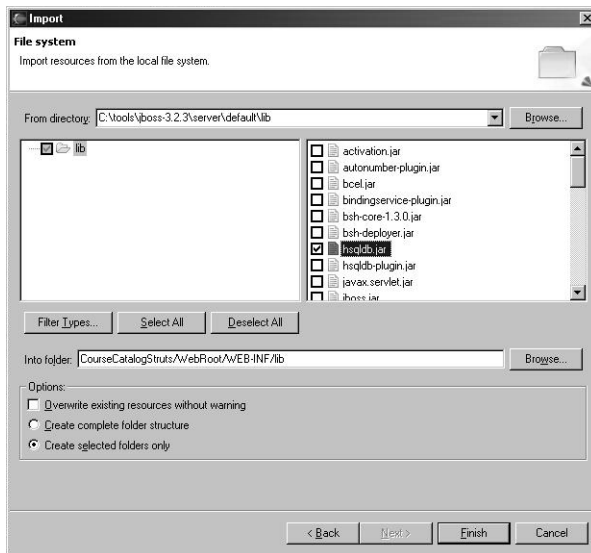 Import
File system
Import resources from the local file system.
From directory: C:\tools\jboss-3.2.3\server\default\lib
Browse...
lib
activation.jar
autonumber-plugin.jar
bcel.jar
bindingservice-plugin.jar
bsh-core-1.3.0.jar
bsh-deployer.jar
hsqldb.jar
hsqldb-plugin.jar
javax.servlet.jar
jboss.jar
Filter Types...
Select All
Deselect All
Into folder: CourseCatalogStruts/WebRoot/WEB-INF/lib
Browse...
Options:
Overwrite existing resources without warning
Create complete folder structure
Create selected folders only
< Back
Next >
Finish
Cancel